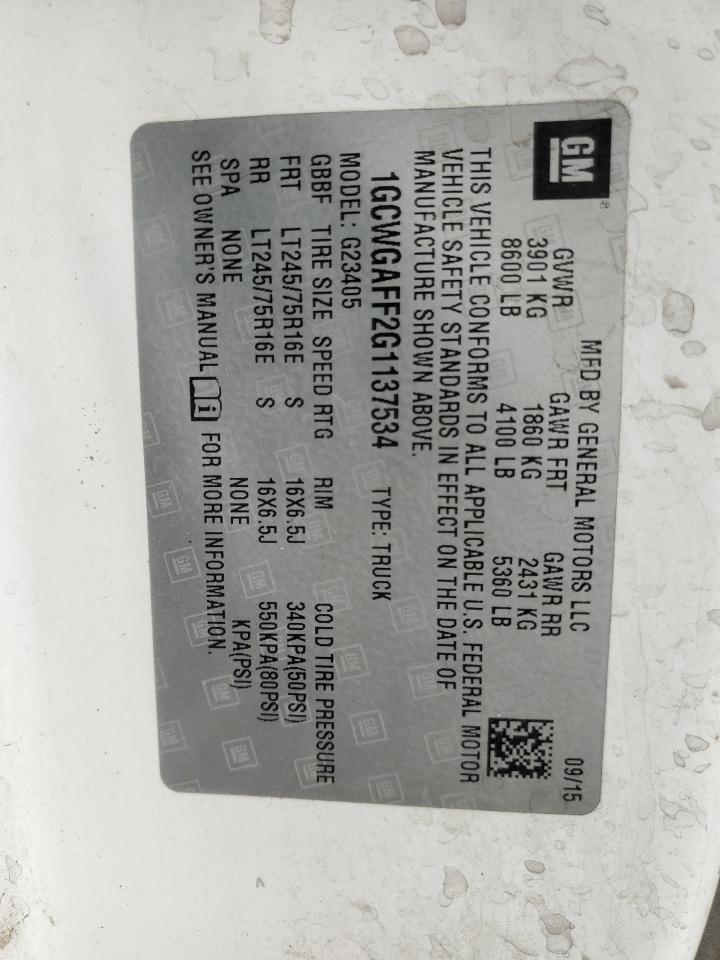 GM®
MFD BY GENERAL MOTORS LLC 09/15
GVWR GAWR FRT GAWR RR
3901 KG 1860 KG 2431 KG
8600 LB 4100 LB 5360 LB
THIS VEHICLE CONFORMS TO ALL APPLICABLE U.S. FEDERAL MOTOR
VEHICLE SAFETY STANDARDS IN EFFECT ON THE DATE OF
MANUFACTURE SHOWN ABOVE.
1GCWGAFF2G1137534 TYPE: TRUCK
MODEL: G23405
GBBF TIRE SIZE SPEED RTG RIM COLD TIRE PRESSURE
FRT LT245/75R16E S 16X6.5J 340KPA(50PSI)
RR LT245/75R16E S 16X6.5J 550KPA(80PSI)
SPA NONE NONE KPA(PSI)
SEE OWNER'S MANUAL FOR MORE INFORMATION.